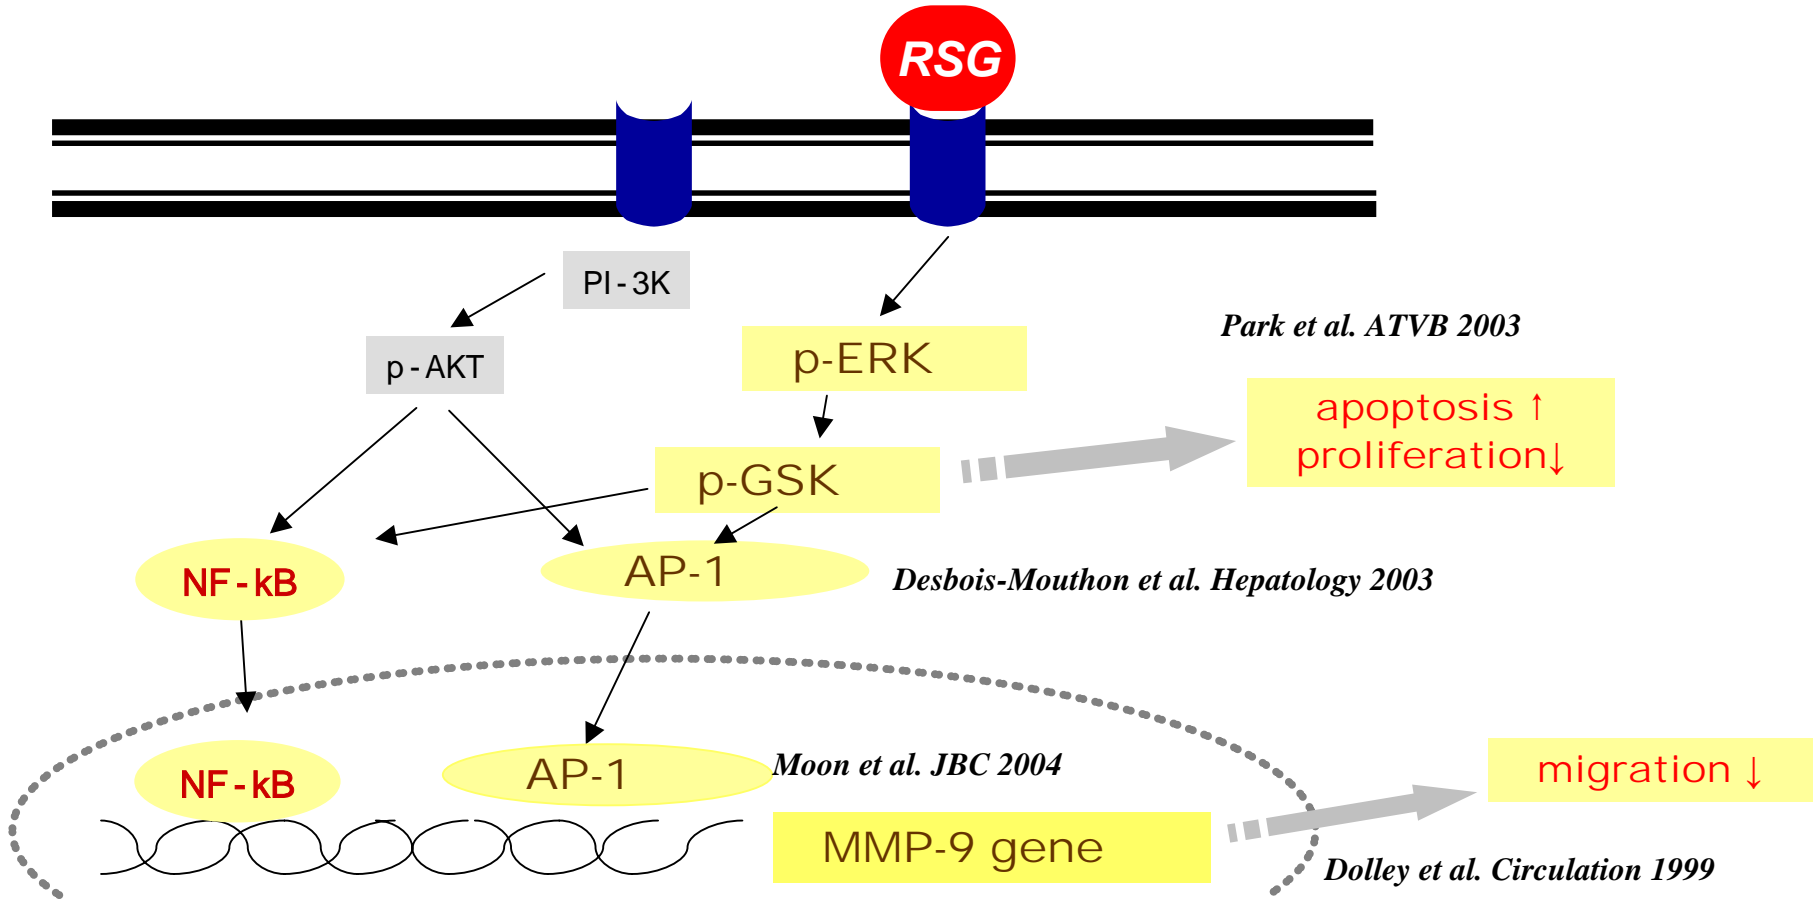 RSG
PI-3K
Park et al. ATVB 2003
p-ERK
p-AKT
apoptosis ↑
proliferation↓
p-GSK
NF-kB
AP-1
Desbois-Mouthon et al. Hepatology 2003
NF-kB
AP-1
Moon et al. JBC 2004
migration ↓
MMP-9 gene
Dolley et al. Circulation 1999